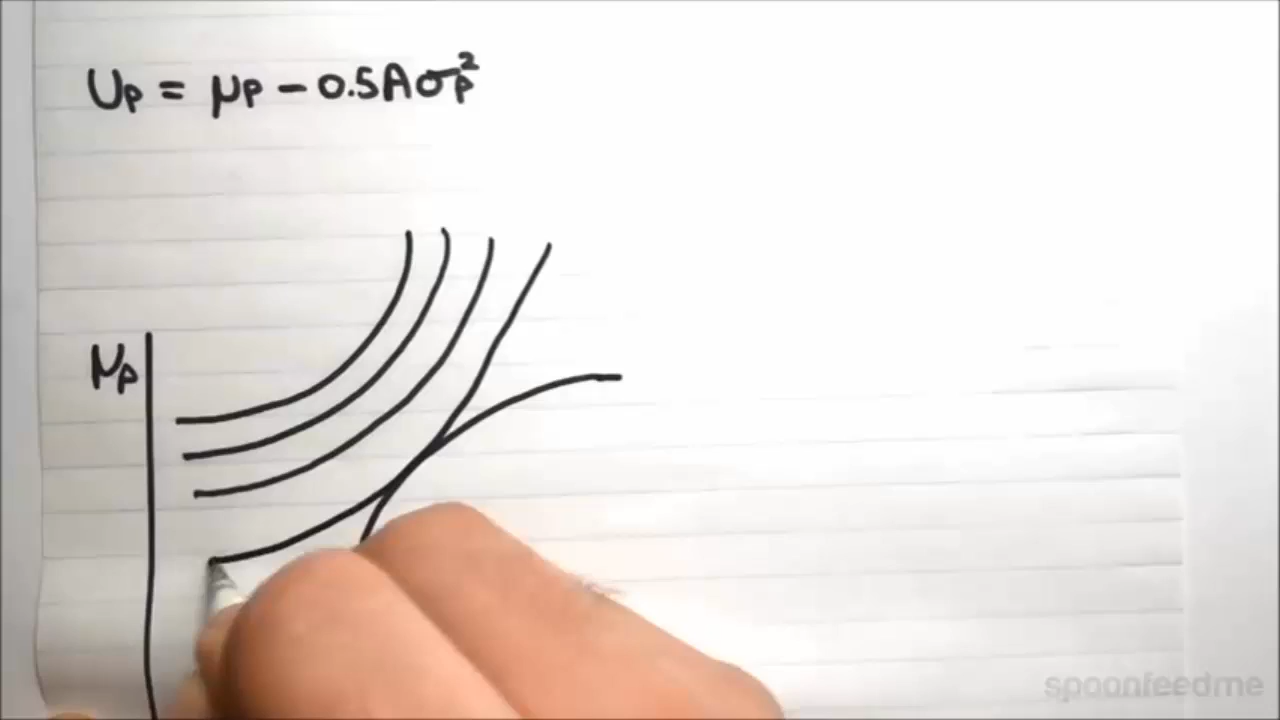 Up = μp − 0.5Aσp²
μp
spoonfeedme